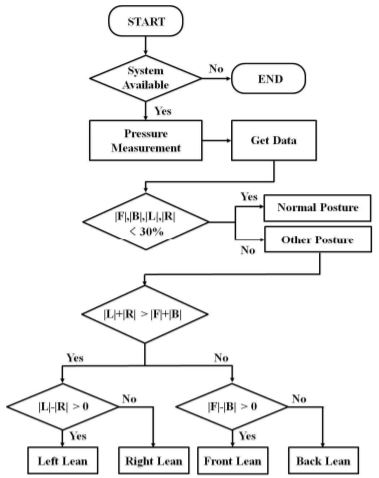 START
System
Available
No
END
Yes
Pressure
Measurement
Get Data
|F|,|B|,|L|,|R|
< 30%
Yes
Normal Posture
Other Posture
No
|L|+|R| > |F|+|B|
Yes
No
|L|-|R| > 0
No
|F|-|B| > 0
No
Yes
Yes
Left Lean
Right Lean
Front Lean
Back Lean